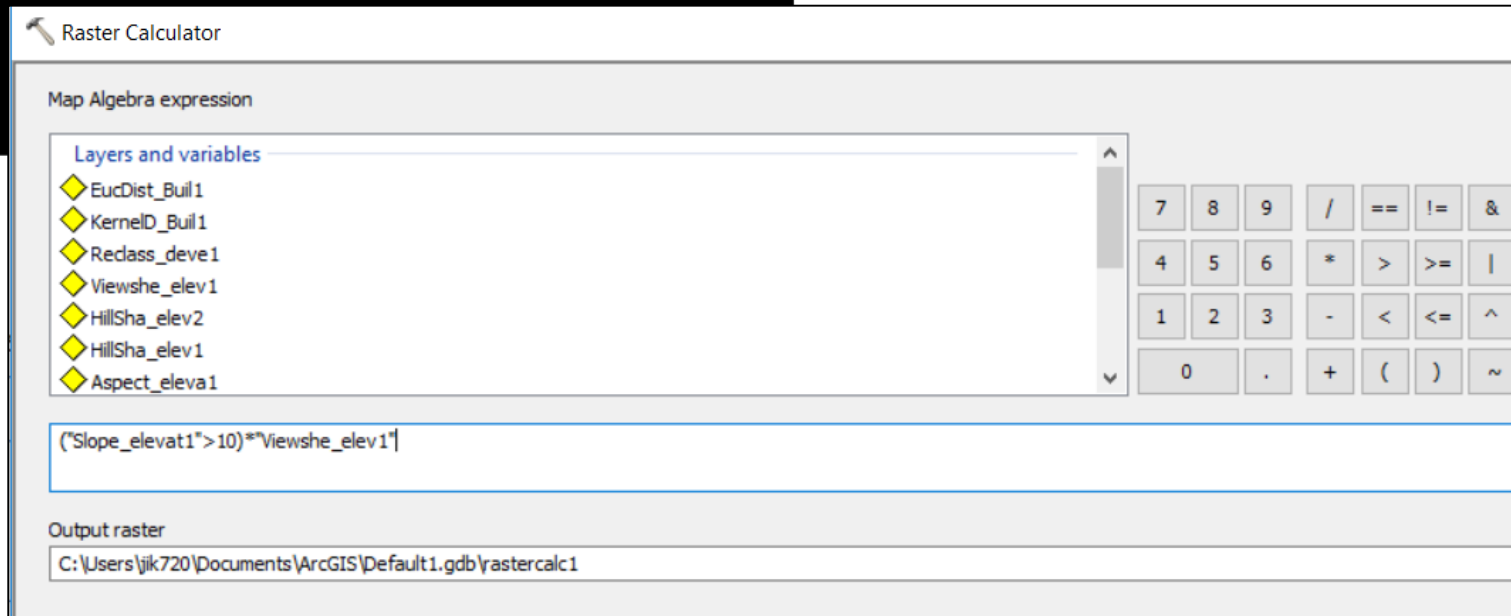 Raster Calculator
Map Algebra expression
Layers and variables
EucDist_Buil1
KernelD_Buil1
Reclass_deve1
Viewshe_elev1
HillSha_elev2
HillSha_elev1
Aspect_eleva1
7 8 9 / == != &
4 5 6 * > >= |
1 2 3 - < <= ^
0 . + ( ) ~
("Slope_elevat1">10)*"Viewshe_elev1"
Output raster
C:\Users\jik720\Documents\ArcGIS\Default1.gdb\rastercalc1